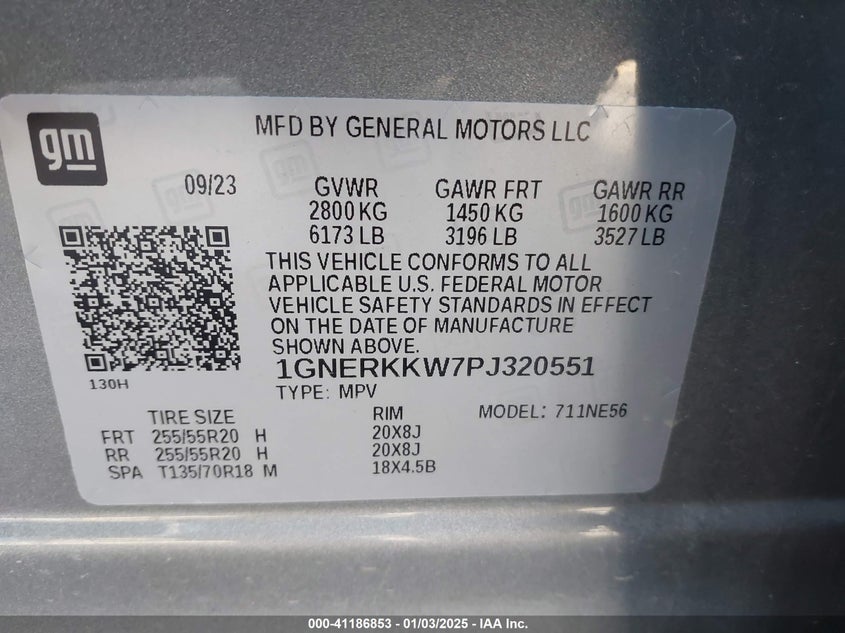 gm
MFD BY GENERAL MOTORS LLC
09/23 GVWR GAWR FRT GAWR RR
2800 KG 1450 KG 1600 KG
6173 LB 3196 LB 3527 LB
THIS VEHICLE CONFORMS TO ALL
APPLICABLE U.S. FEDERAL MOTOR
VEHICLE SAFETY STANDARDS IN EFFECT
ON THE DATE OF MANUFACTURE
SHOWN ABOVE.
130H
1GNERKKW7PJ320551
TYPE: MPV
TIRE SIZE RIM MODEL: 711NE56
FRT 255/55R20 H 20X8J
RR 255/55R20 H 20X8J
SPA T135/70R18 M 18X4.5B
000-41186853 - 01/03/2025 - IAA Inc.